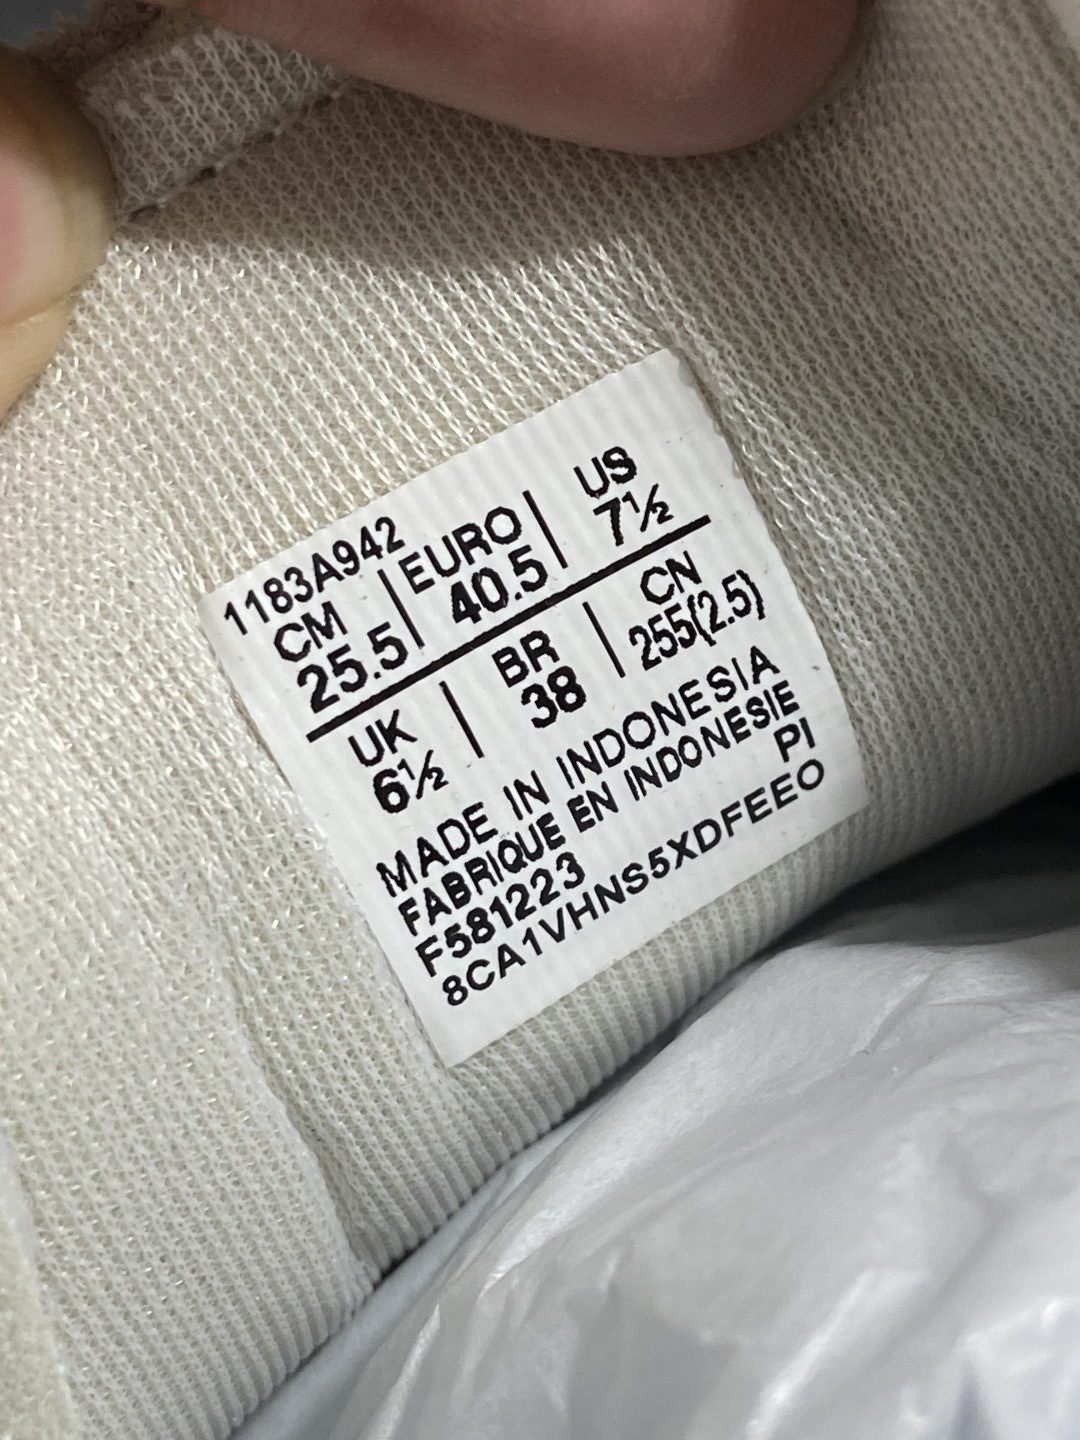 1183A942
CM | EURO | US
25.5 | 40.5 | 7½
UK | BR | CN
6½ | 38 | 255(2.5)
MADE IN INDONESIA
FABRIQUE EN INDONESIE
PI
F581223
8CA1VHNS5XDFEEO